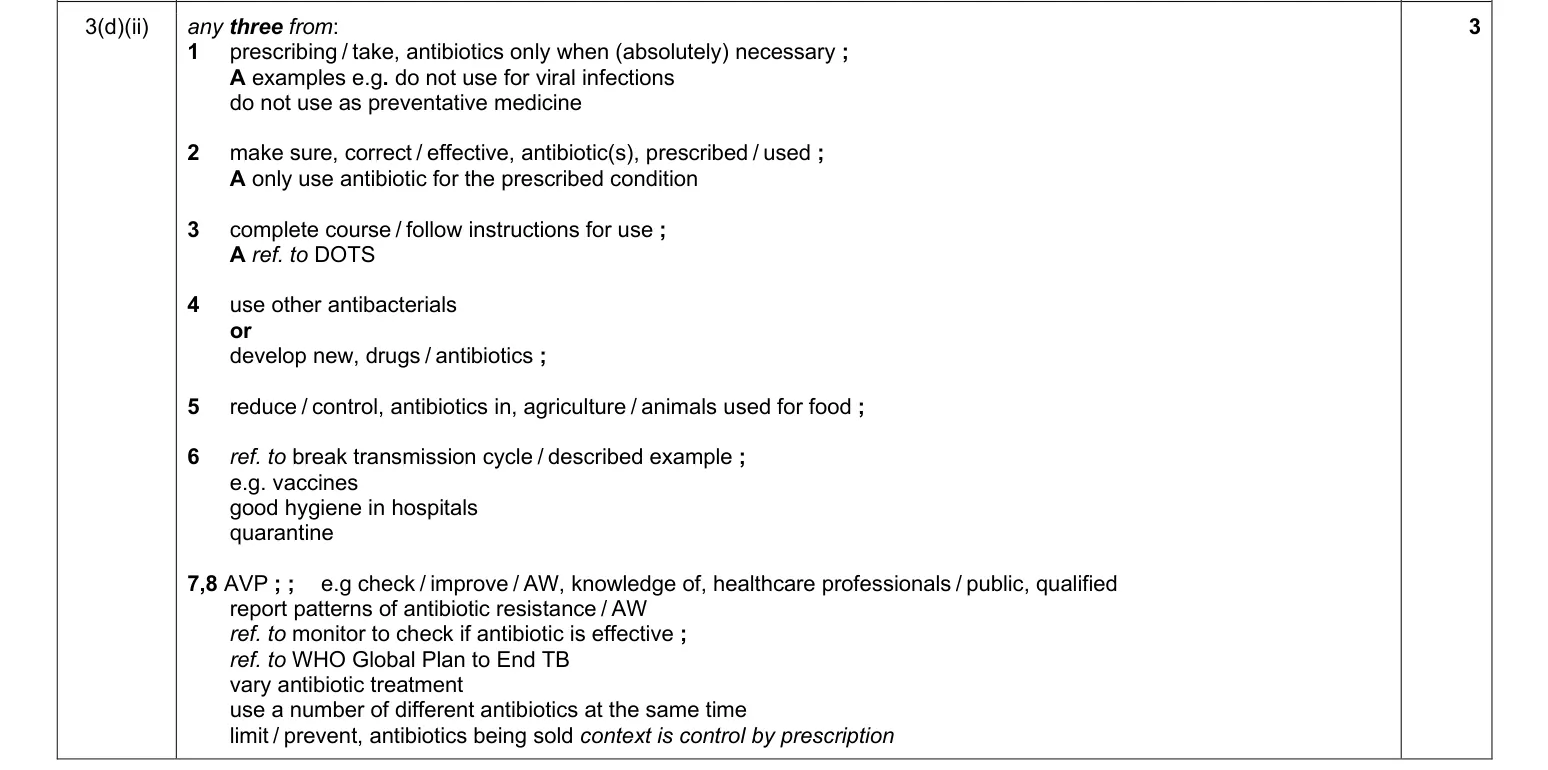 3(d)(ii) any three from: 3
1 prescribing / take, antibiotics only when (absolutely) necessary ;
A examples e.g. do not use for viral infections
do not use as preventative medicine
2 make sure, correct / effective, antibiotic(s), prescribed / used ;
A only use antibiotic for the prescribed condition
3 complete course / follow instructions for use ;
A ref. to DOTS
4 use other antibacterials
or
develop new, drugs / antibiotics ;
5 reduce / control, antibiotics in, agriculture / animals used for food ;
6 ref. to break transmission cycle / described example ;
e.g. vaccines
good hygiene in hospitals
quarantine
7,8 AVP ; ; e.g check / improve / AW, knowledge of, healthcare professionals / public, qualified
report patterns of antibiotic resistance / AW
ref. to monitor to check if antibiotic is effective ;
ref. to WHO Global Plan to End TB
vary antibiotic treatment
use a number of different antibiotics at the same time
limit / prevent, antibiotics being sold context is control by prescription